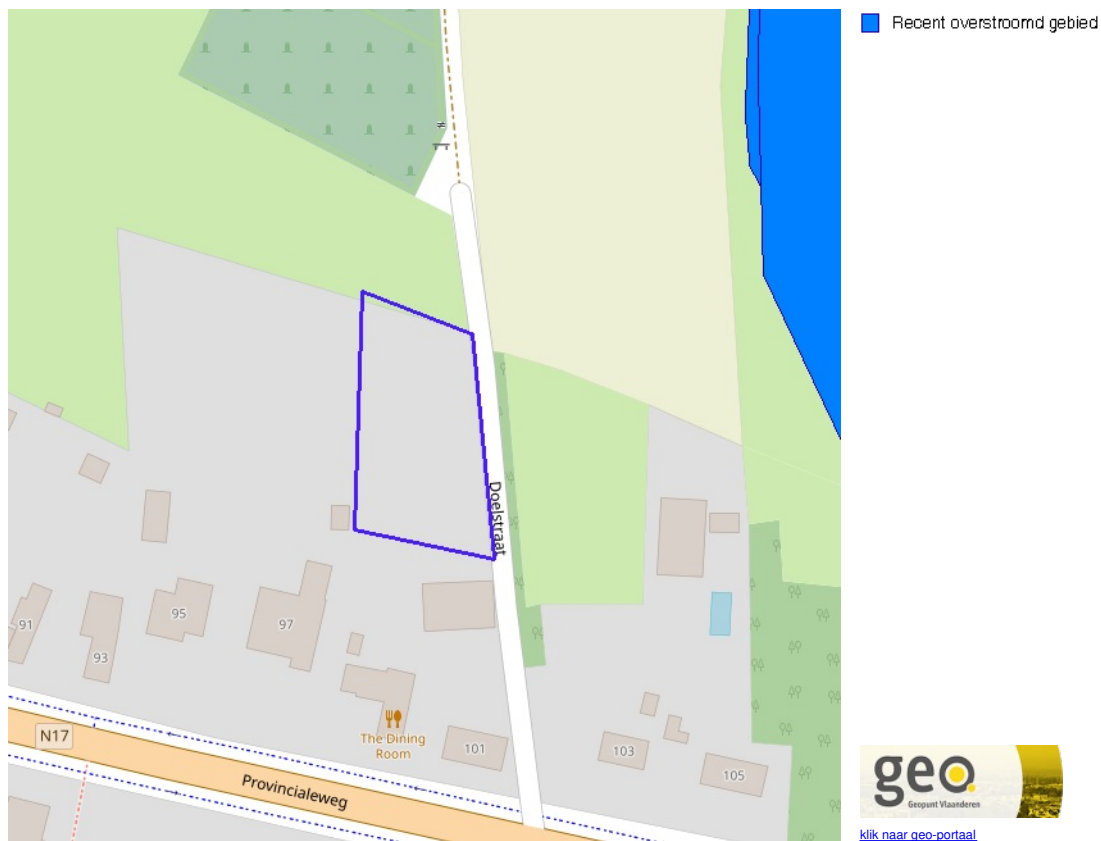 Recent overstroomd gebied
Doelstraat
91
93
95
97
The Dining
Room
101
103
105
N17
Provincialeweg
geo.
Geopunt Vlaanderen
klik naar geo-portaal